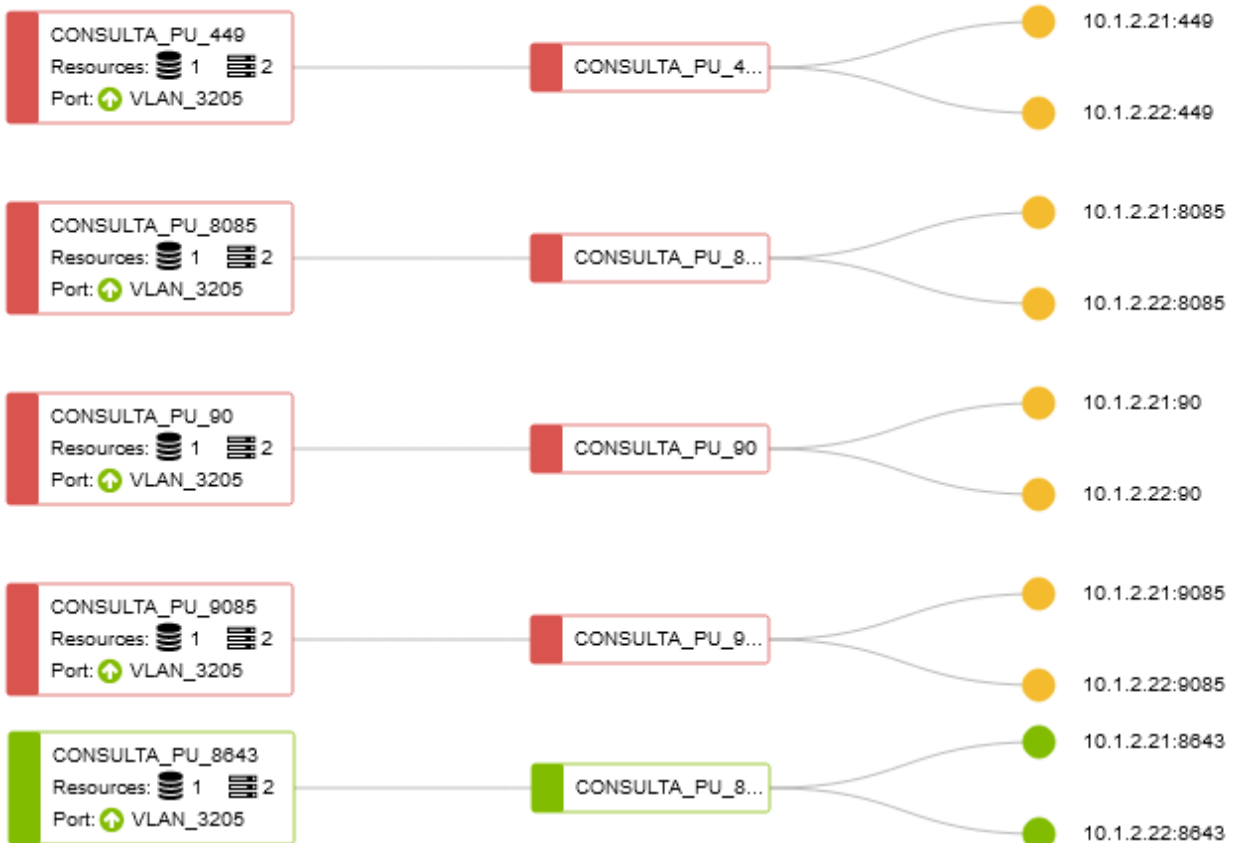 CONSULTA_PU_449
Resources: 1 2
Port: VLAN_3205
CONSULTA_PU_4...
10.1.2.21:449
10.1.2.22:449
CONSULTA_PU_8085
Resources: 1 2
Port: VLAN_3205
CONSULTA_PU_8...
10.1.2.21:8085
10.1.2.22:8085
CONSULTA_PU_90
Resources: 1 2
Port: VLAN_3205
CONSULTA_PU_90
10.1.2.21:90
10.1.2.22:90
CONSULTA_PU_9085
Resources: 1 2
Port: VLAN_3205
CONSULTA_PU_9...
10.1.2.21:9085
10.1.2.22:9085
CONSULTA_PU_8643
Resources: 1 2
Port: VLAN_3205
CONSULTA_PU_8...
10.1.2.21:8643
10.1.2.22:8643